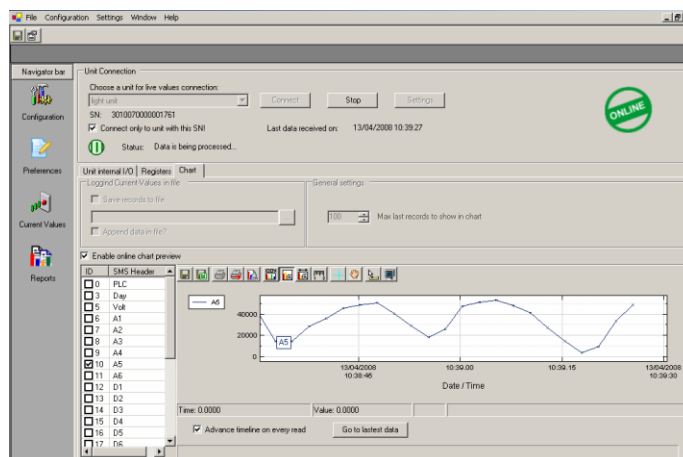 File Configuration Settings Window Help
Navigator bar
Configuration
Preferences
Current Values
Reports
Unit Connection
Choose a unit for live values connection:
light unit
Connect
Stop
Settings
SN: 3010070000001761
Connect only to unit with this SN!
Last data received on: 13/04/2008 10:39:27
Status: Data is being processed...
ONLINE
Unit internal I/O Registers Chart
Loggind Current Values in file
Save records to file
...
Append data in file?
General settings
100
Max last records to show in chart
Enable online chart preview
ID SMS Header
0 PLC
3 Day
5 Volt
6 A1
7 A2
8 A3
9 A4
10 A5
11 A6
12 D1
13 D2
14 D3
15 D4
16 D5
17 D6
A6
40000
20000
0
A5
13/04/2008
10:38:46
10:39.00
10:39.15
13/04/2008
10:39:30
Date / Time
Time: 0.0000
Value: 0.0000
Advance timeline on every read
Go to lastest data